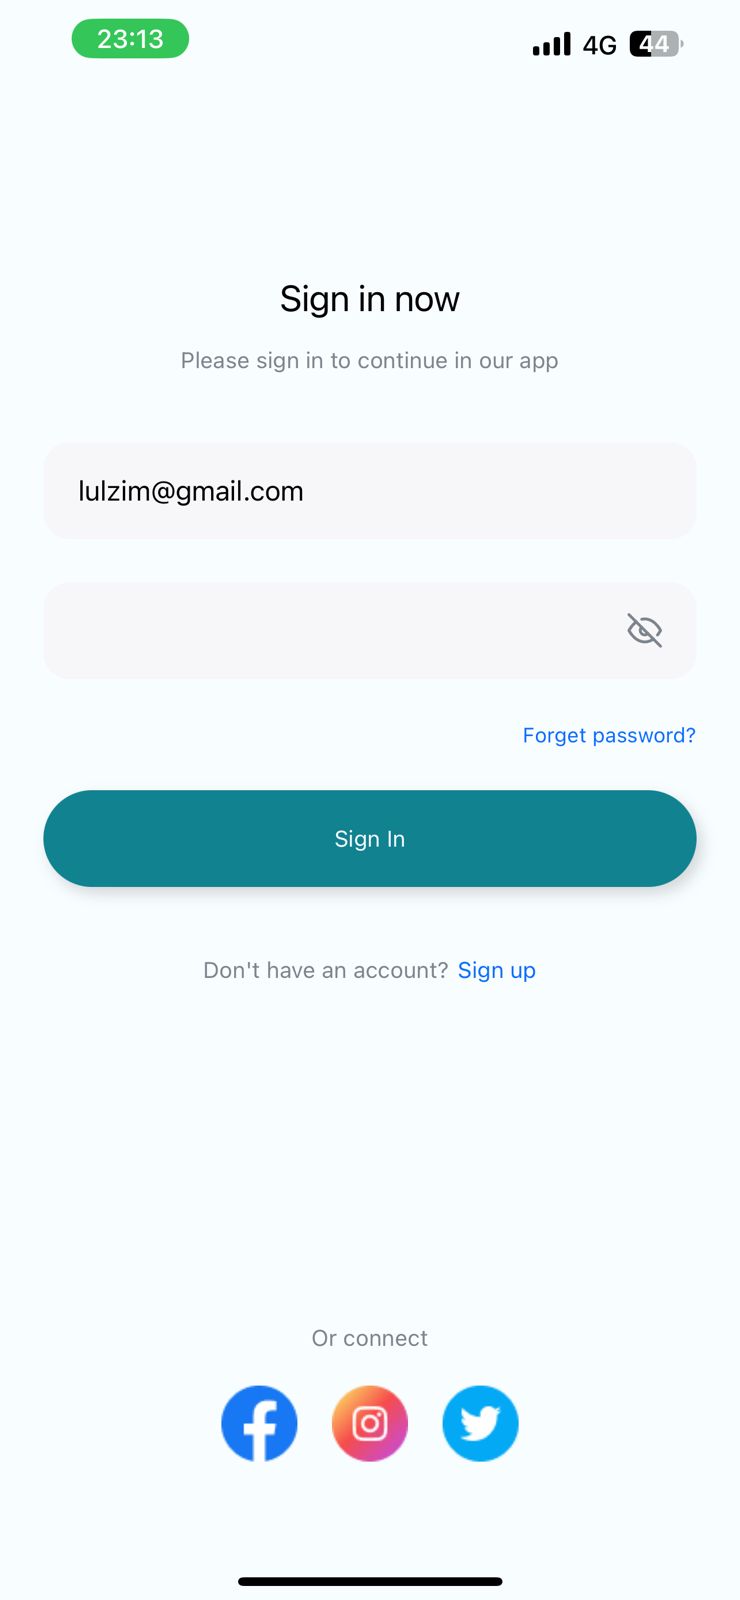 23:13
4G 44
Sign in now
Please sign in to continue in our app
lulzim@gmail.com
Forget password?
Sign In
Don't have an account? Sign up
Or connect